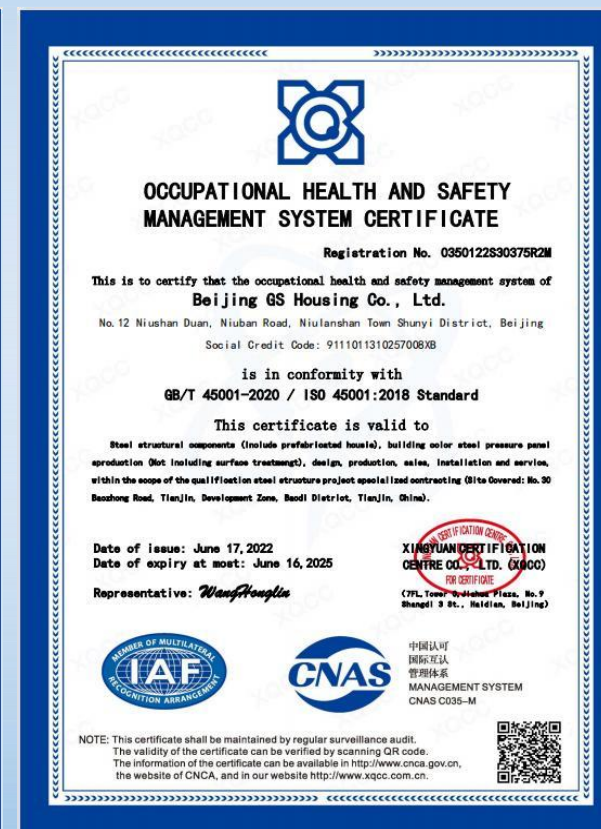 OCCUPATIONAL HEALTH AND SAFETY
MANAGEMENT SYSTEM CERTIFICATE
Registration No. 0350122S30375R2M
This is to certify that the occupational health and safety management system of
Beijing GS Housing Co., Ltd.
No.12 Niushan Duan, Niuban Road, Niulanshan Town Shunyi District, Beijing
Social Credit Code: 9111011310257008XB
is in conformity with
GB/T 45001-2020 / ISO 45001:2018 Standard
This certificate is valid to
Steel structural components (Include prefabricated housie), building color steel pressure panel
aproduction (Not including surface treatmengt), design, production, sales, installation and service,
within the scope of the qualification steel structure project specialized contracting (Site Covered: No.30
Baozhong Road, Tianjin, Development Zone, Baodi District, Tianjin, China).
Date of issue: June 17,2022
Date of expiry at most: June 16,2025
Representative: WangHonglin
XINGYUAN CERTIFICATION
CENTRE CO., LTD. (XQCC)
XINGYUAN CERTIFICATION CENTRE CO., LTD.
FOR CERTIFICATE
(7FL, Tower Jiahua Plaza, No.9
Shangdi 3 St., Haidian, Beijing)
MEMBER OF MULTILATERAL
IAF
RECOGNITION ARRANGEMENT
CNAS
中国认可
国际互认
管理体系
MANAGEMENT SYSTEM
CNAS C035-M
NOTE: This certificate shall be maintained by regular surveillance audit.
The validity of the certificate can be verified by scanning QR code.
The information of the certificate can be available in http://www.cnca.gov.cn,
the website of CNCA, and in our website http://www.xqcc.com.cn.